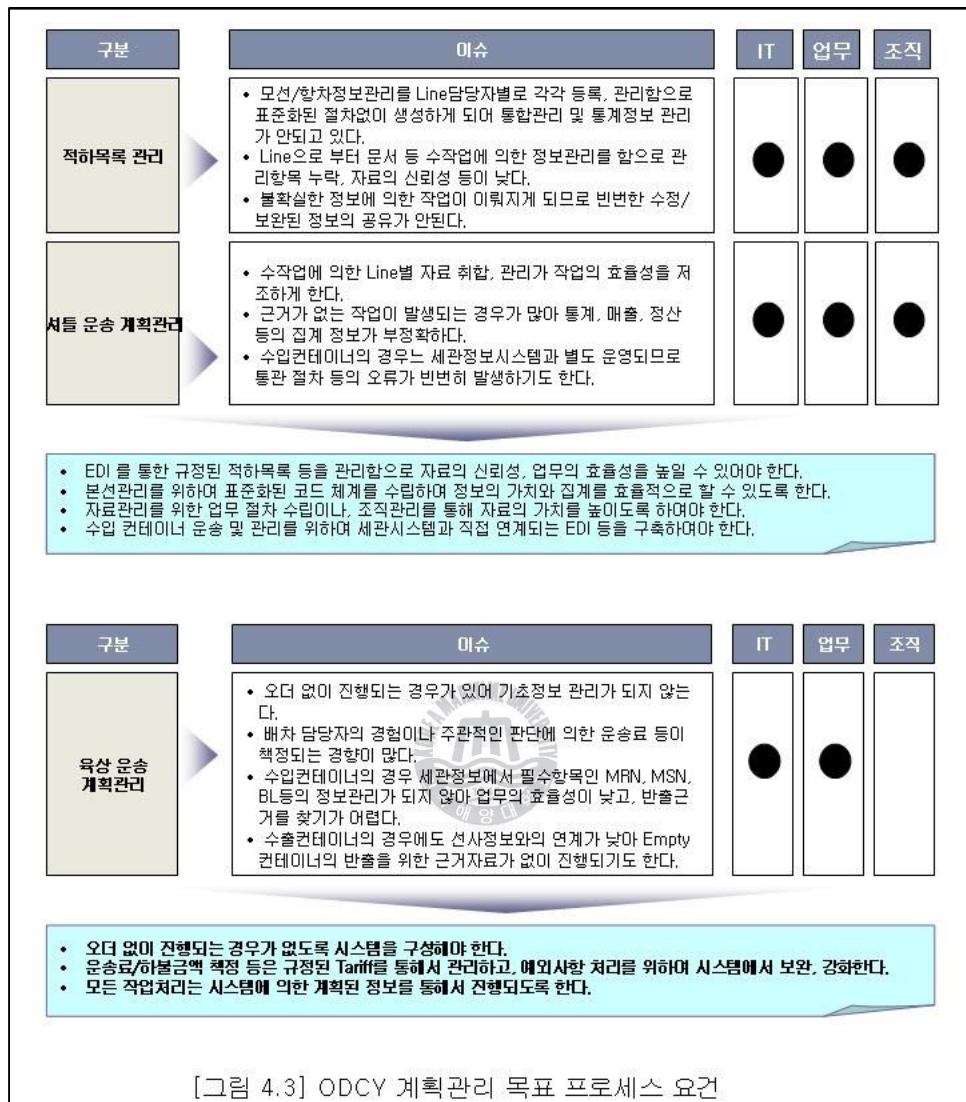 구분 이슈 IT 업무 조직
적하목록 관리
• 모선/항차정보관리를 Line담당자별로 각각 등록, 관리함으로
표준화된 절차없이 생성하게 되어 통합관리 및 통계정보 관리
가 안되고 있다.
• Line으로 부터 문서 등 수작업에 의한 정보관리를 함으로 관
리항목 누락, 자료의 신뢰성 등이 낮다.
• 불확실한 정보에 의한 작업이 이뤄지게 되므로 빈번한 수정/
보완된 정보의 공유가 안된다.
셔틀 운송 계획관리
• 수작업에 의한 Line별 자료 취합, 관리가 작업의 효율성을 저
조하게 한다.
• 근거가 없는 작업이 발생되는 경우가 많아 통계, 매출, 정산
등의 집계 정보가 부정확하다.
• 수입컨테이너의 경우느 세관정보시스템과 별도 운영되므로
통관 절차 등의 오류가 빈번히 발생하기도 한다.
• EDI 를 통한 규정된 적하목록 등을 관리함으로 자료의 신뢰성, 업무의 효율성을 높일 수 있어야 한다.
• 본선관리를 위하여 표준화된 코드 체계를 수립하여 정보의 가치와 집계를 효율적으로 할 수 있도록 한다.
• 자료관리를 위한 업무 절차 수립이나, 조직관리를 통해 자료의 가치를 높이도록 하여야 한다.
• 수입 컨테이너 운송 및 관리를 위하여 세관시스템과 직접 연계되는 EDI 등을 구축하여야 한다.
구분 이슈 IT 업무 조직
육상 운송
계획관리
• 오더 없이 진행되는 경우가 있어 기초정보 관리가 되지 않는
다.
• 배차 담당자의 경험이나 주관적인 판단에 의한 운송료 등이
책정되는 경향이 많다.
• 수입컨테이너의 경우 세관정보에서 필수항목인 MRN, MSN,
BL등의 정보관리가 되지 않아 업무의 효율성이 낮고, 반출근
거를 찾기가 어렵다.
• 수출컨테이너의 경우에도 선사정보와의 연계가 낮아 Empty
컨테이너의 반출을 위한 근거자료가 없이 진행되기도 한다.
• 오더 없이 진행되는 경우가 없도록 시스템을 구성해야 한다.
• 운송료/하불금액 책정 등은 규정된 Tariff를 통해서 관리하고, 예외사항 처리를 위하여 시스템에서 보완, 강화한다.
• 모든 작업처리는 시스템에 의한 계획된 정보를 통해서 진행되도록 한다.
[그림 4.3] ODCY 계획관리 목표 프로세스 요건